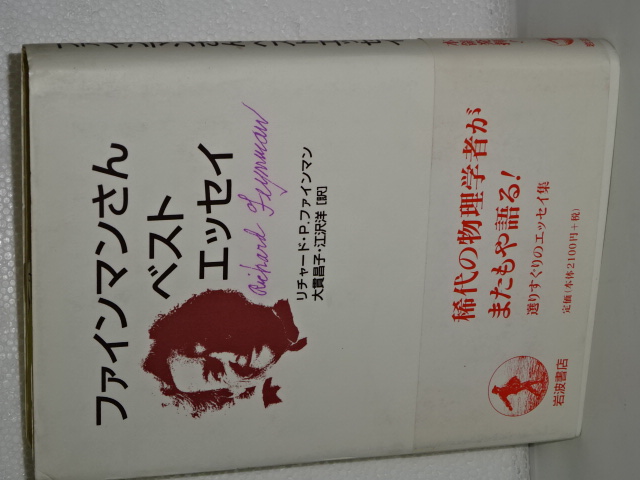 ファインマンさん
ベスト
エッセイ
Richard Feynman
リチャード・P.ファインマン
大貫昌子・江沢洋[訳]
稀代の物理学者が
またもや語る!
選りすぐりのエッセイ集
定価(本体2100円+税)
岩波書店